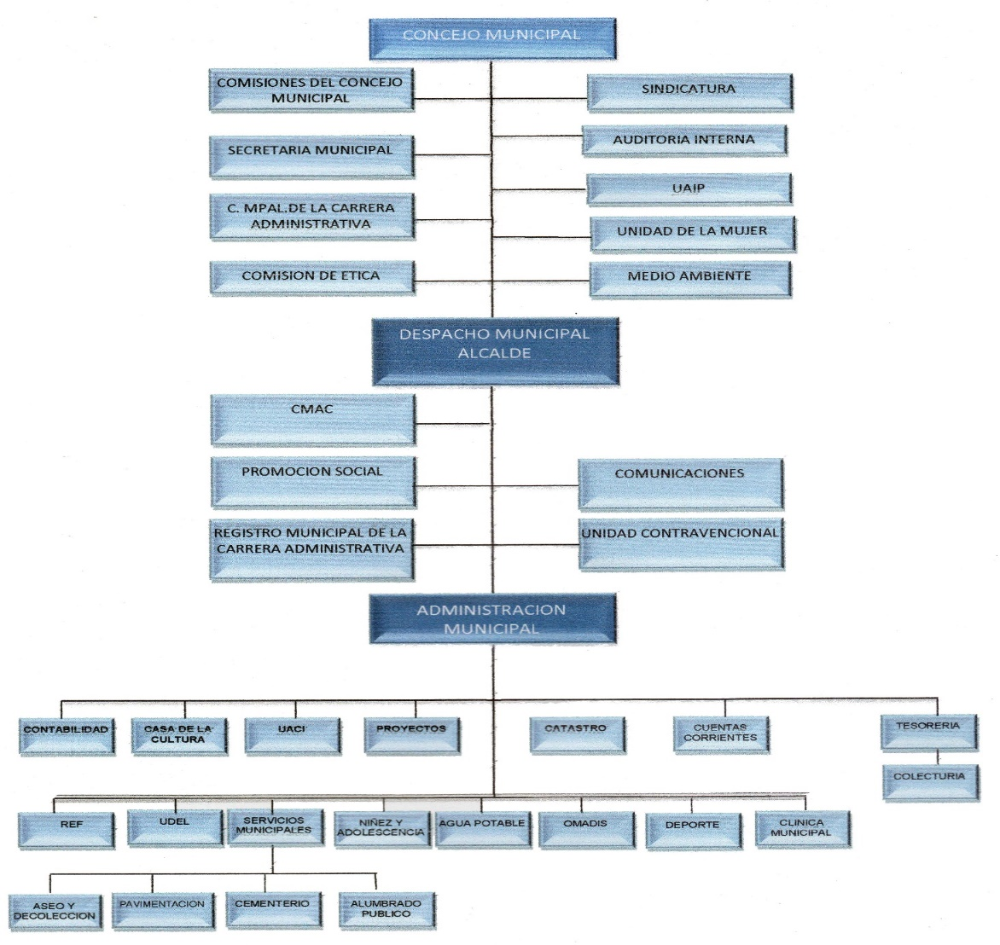 CONCEJO MUNICIPAL
COMISIONES DEL CONCEJO
MUNICIPAL
SINDICATURA
SECRETARIA MUNICIPAL
AUDITORIA INTERNA
C. MPAL.DE LA CARRERA
ADMINISTRATIVA
UAIP
UNIDAD DE LA MUJER
COMISION DE ETICA
MEDIO AMBIENTE
DESPACHO MUNICIPAL
ALCALDE
CMAC
PROMOCION SOCIAL
COMUNICACIONES
REGISTRO MUNICIPAL DE LA
CARRERA ADMINISTRATIVA
UNIDAD CONTRAVENCIONAL
ADMINISTRACION
MUNICIPAL
CONTABILIDAD
CASA DE LA
CULTURA
UACI
PROYECTOS
CATASTRO
CUENTAS
CORRIENTES
TESORERIA
COLECTURIA
REF
UDEL
SERVICIOS
MUNICIPALES
NIÑEZ Y
ADOLESCENCIA
AGUA POTABLE
OMADIS
DEPORTE
CLINICA
MUNICIPAL
ASEO Y
DECOLECCION
PAVIMENTACION
CEMENTERIO
ALUMBRADO
PUBLICO